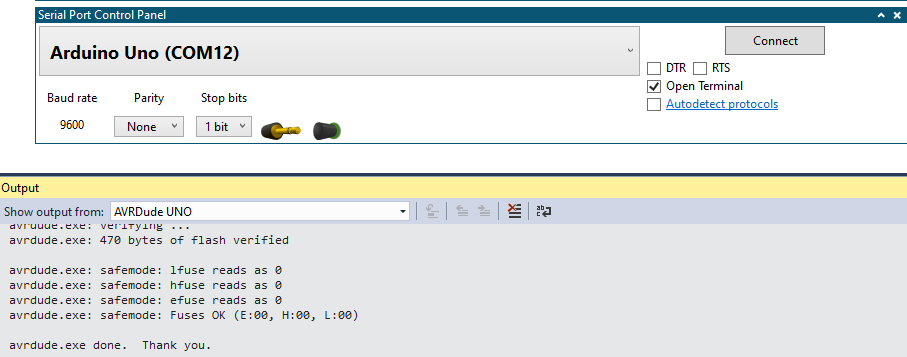 Serial Port Control Panel
Arduino Uno (COM12)
Connect
DTR RTS
Open Terminal
Autodetect protocols
Baud rate Parity Stop bits
9600 None 1 bit
Output
Show output from: AVRDude UNO
avrdude.exe: verifying ...
avrdude.exe: 470 bytes of flash verified
avrdude.exe: safemode: lfuse reads as 0
avrdude.exe: safemode: hfuse reads as 0
avrdude.exe: safemode: efuse reads as 0
avrdude.exe: safemode: Fuses OK (E:00, H:00, L:00)
avrdude.exe done.  Thank you.